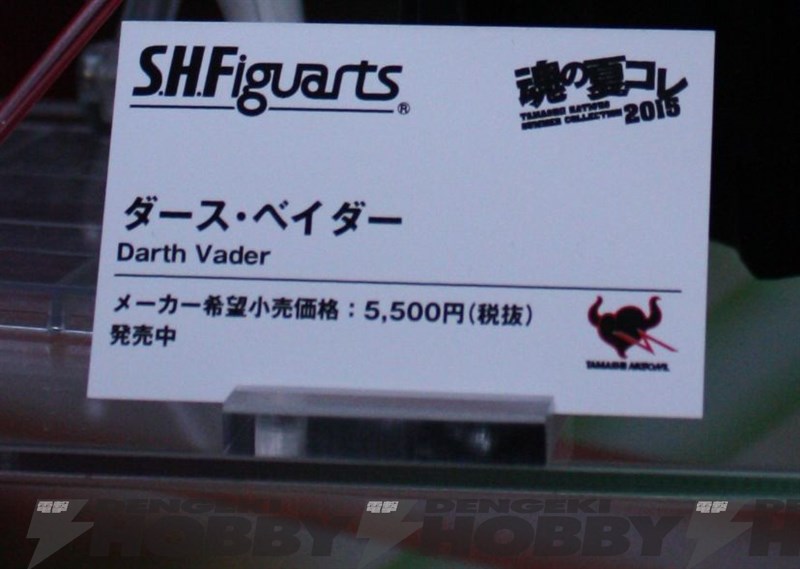 S.H.Figuarts®
魂の夏コレ
TAMASHII NATIONS
SUMMER COLLECTION 2015
ダース・ベイダー
Darth Vader
メーカー希望小売価格：5,500円(税抜)
発売中
TAMASHII NATIONS
電撃 DENGEKI HOBBY 電撃 DENGEKI HOBBY 電撃 H